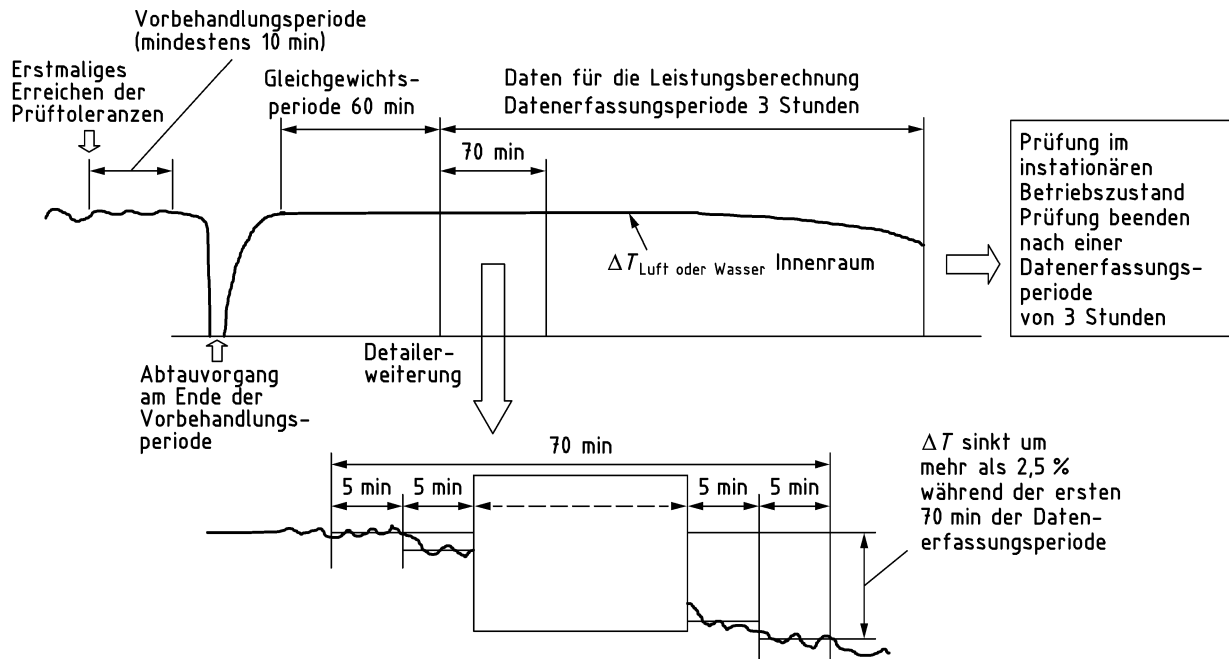 Vorbehandlungsperiode
(mindestens 10 min)
Erstmaliges
Erreichen der
Prüftoleranzen
Gleichgewichts-
periode 60 min
Daten für die Leistungsberechnung
Datenerfassungsperiode 3 Stunden
70 min
ΔT Luft oder Wasser Innenraum
Prüfung im
instationären
Betriebszustand
Prüfung beenden
nach einer
Datenerfassungs-
periode
von 3 Stunden
Abtauvorgang
am Ende der
Vorbehandlungs-
periode
Detailer-
weiterung
70 min
5 min
5 min
5 min
5 min
ΔT sinkt um
mehr als 2,5 %
während der ersten
70 min der Daten-
erfassungsperiode